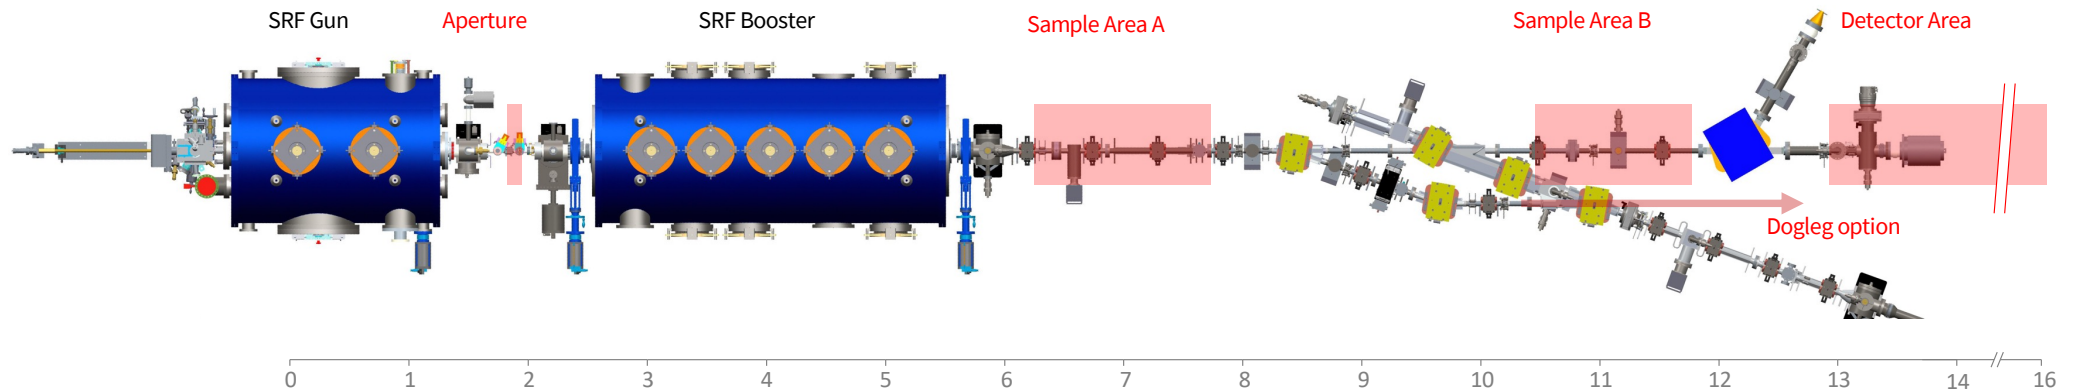 SRF Gun
Aperture
SRF Booster
Sample Area A
Sample Area B
Detector Area
Dogleg option
0 1 2 3 4 5 6 7 8 9 10 11 12 13 14 16